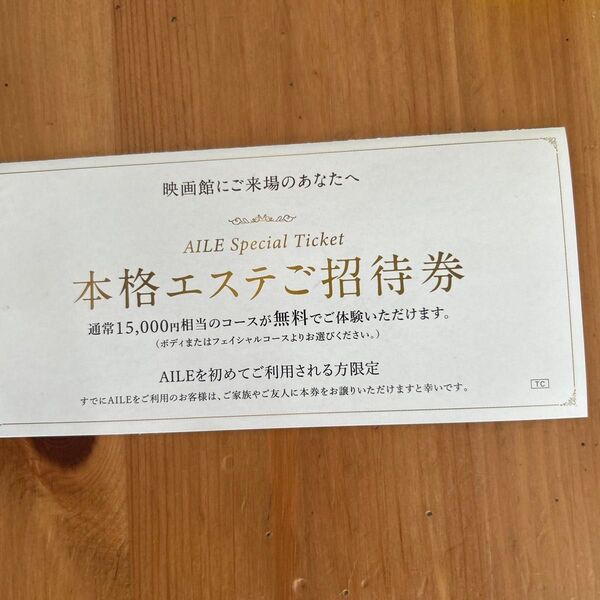 映画館にご来場のあなたへ
AILE Special Ticket
本格エステご招待券
通常15,000円相当のコースが無料でご体験いただけます。
（ボディまたはフェイシャルコースよりお選びください。）
AILEを初めてご利用される方限定
すでにAILEをご利用のお客様は、ご家族やご友人に本券をお譲りいただけますと幸いです。
TC